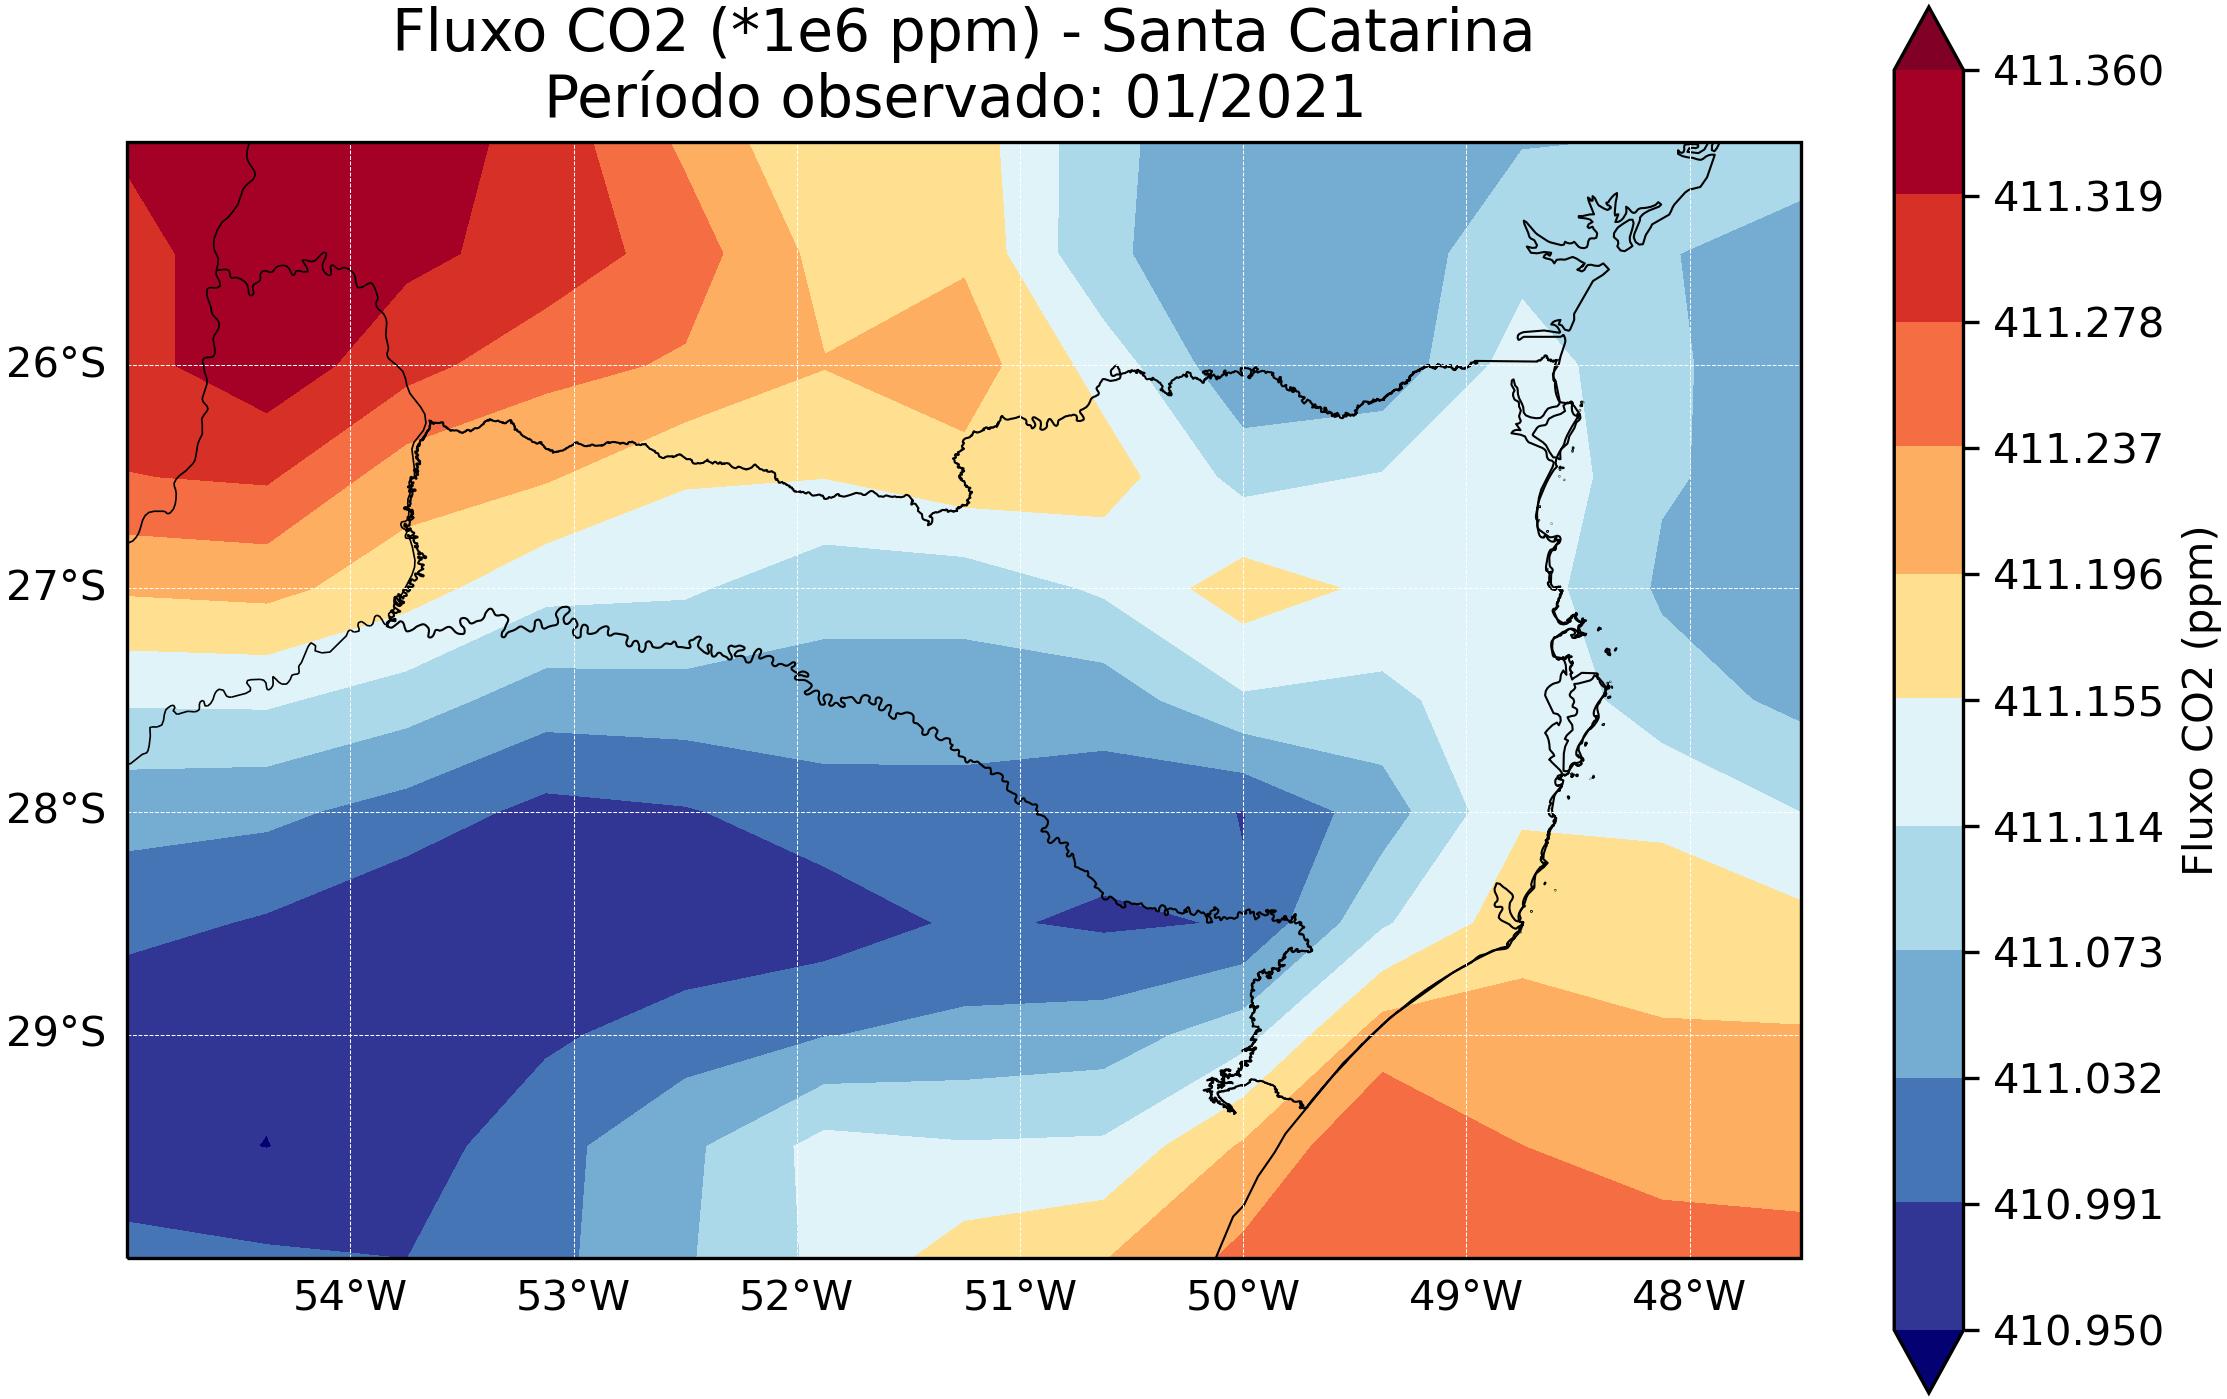 Fluxo CO2 (*1e6 ppm) - Santa Catarina
Período observado: 01/2021
26°S
27°S
28°S
29°S
54°W
53°W
52°W
51°W
50°W
49°W
48°W
411.360
411.319
411.278
411.237
411.196
411.155
411.114
411.073
411.032
410.991
410.950
Fluxo CO2 (ppm)